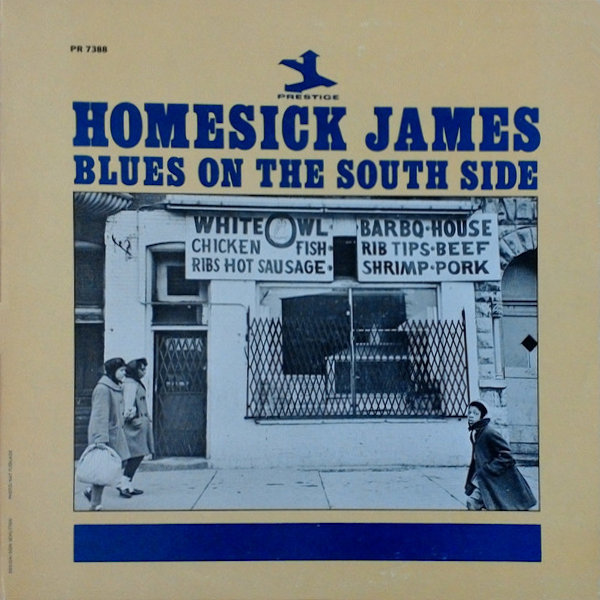 PR 7388
PRESTIGE
HOMESICK JAMES
BLUES ON THE SOUTH SIDE
WHITE OWL BARBQ·HOUSE
CHICKEN FISH· RIB TIPS·BEEF
RIBS HOT SAUSAGE· SHRIMP·PORK